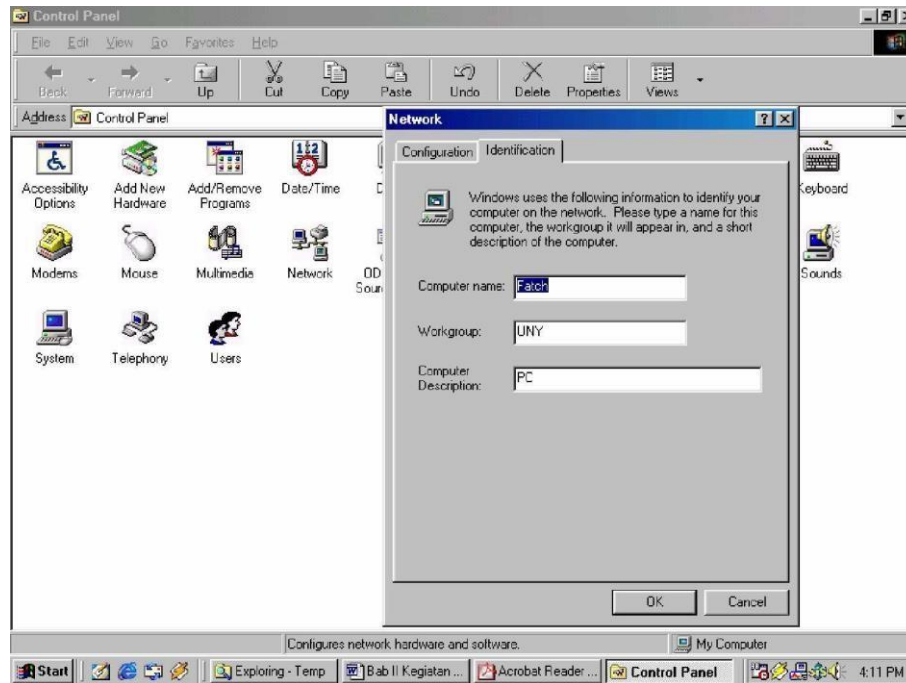 Control Panel
File Edit View Go Favorites Help
Back Forward Up Cut Copy Paste Undo Delete Properties Views
Address Control Panel
Network
Configuration Identification
Windows uses the following information to identify your
computer on the network. Please type a name for this
computer, the workgroup it will appear in, and a short
description of the computer.
Computer name: Fatch
Workgroup: UNY
Computer
Description: PC
OK Cancel
Accessibility
Options
Add New
Hardware
Add/Remove
Programs
Date/Time
Keyboard
Modems
Mouse
Multimedia
Network
OD
Sour
Sounds
System
Telephony
Users
Configures network hardware and software.
My Computer
Start
Exploring - Temp
Bab II Kegiatan ...
Acrobat Reader ...
Control Panel
4:11 PM